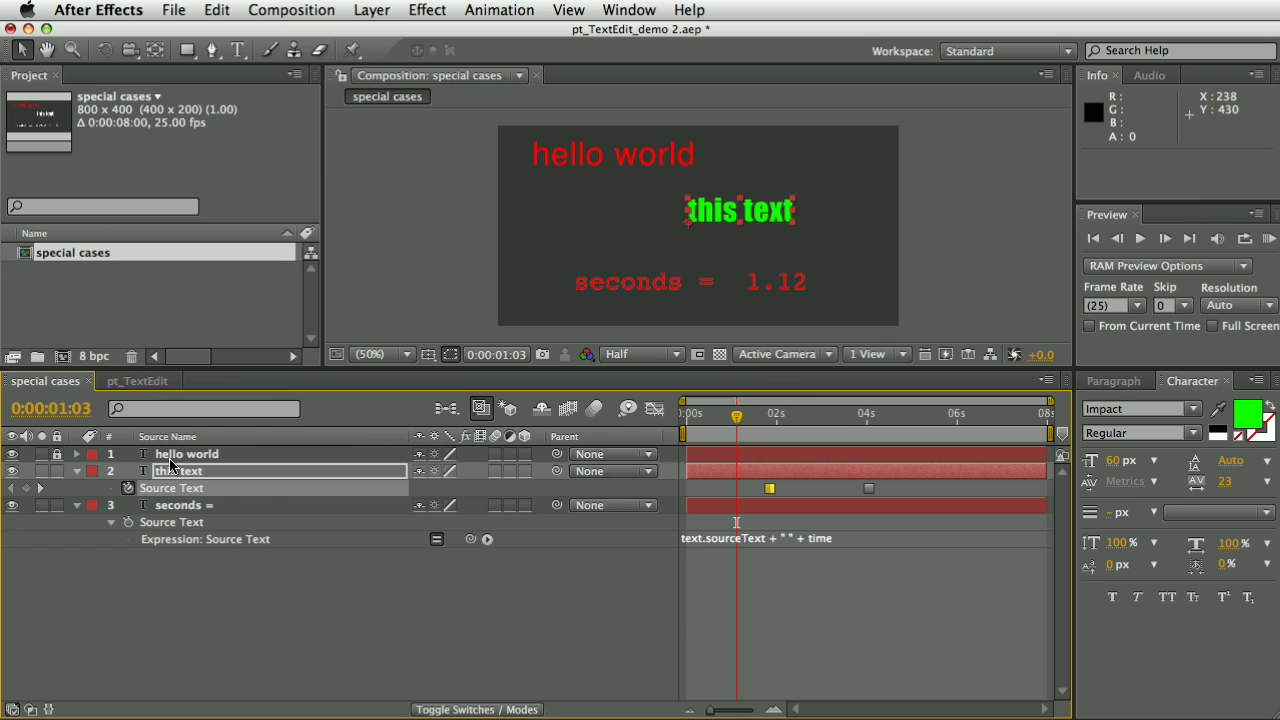 After Effects File Edit Composition Layer Effect Animation View Window Help
pt_TextEdit_demo 2.aep *
Workspace: Standard Search Help
Project
special cases
800 x 400 (400 x 200) (1.00)
Δ 0:00:08:00, 25.00 fps
Name
special cases
8 bpc
Composition: special cases
special cases
hello world
this text
seconds = 1.12
(50%) 0:00:01:03 Half Active Camera 1 View +0.0
Info Audio
R :
G :
B :
A : 0
X : 238
Y : 430
Preview
RAM Preview Options
Frame Rate Skip Resolution
(25) 0 Auto
From Current Time Full Screen
special cases pt_TextEdit
0:00:01:03
:00s 02s 04s 06s 08s
# Source Name fx Parent
1 T hello world None
2 T text None
Source Text
3 T seconds = None
Source Text
Expression: Source Text
text.sourceText + " " + time
Toggle Switches / Modes
Paragraph Character
Impact
Regular
60 px Auto
Metrics 23
- px
100% 100%
0 px 0%
T T TT Tt T¹ T₁